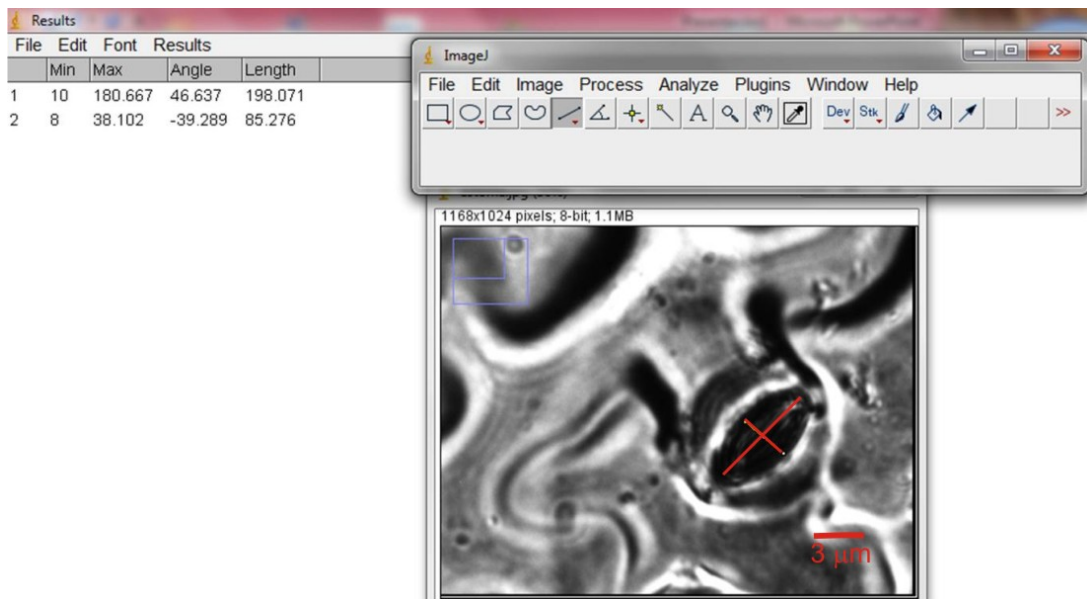 Results
File Edit Font Results
Min Max Angle Length
1 10 180.667 46.637 198.071
2 8 38.102 -39.289 85.276
ImageJ
File Edit Image Process Analyze Plugins Window Help
A Dev Stk >>
1168x1024 pixels; 8-bit; 1.1MB
3 µm